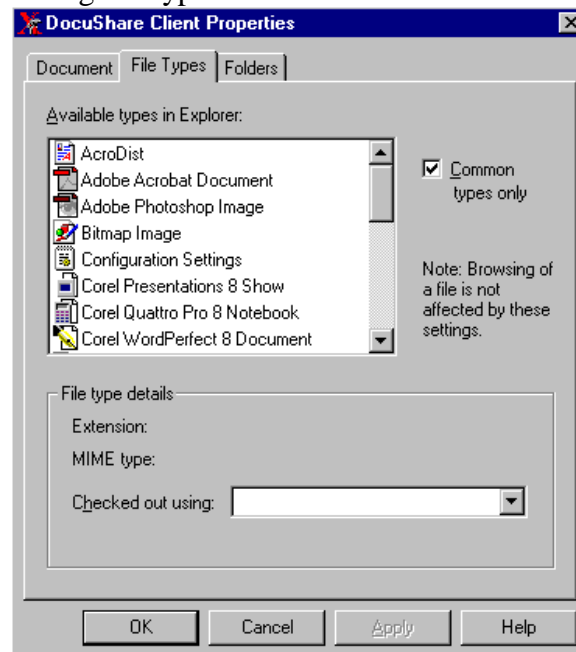 DocuShare Client Properties
Document File Types Folders
Available types in Explorer:
AcroDist
Adobe Acrobat Document
Adobe Photoshop Image
Bitmap Image
Configuration Settings
Corel Presentations 8 Show
Corel Quattro Pro 8 Notebook
Corel WordPerfect 8 Document
Common
types only
Note: Browsing of
a file is not
affected by these
settings.
File type details
Extension:
MIME type:
Checked out using:
OK Cancel Apply Help